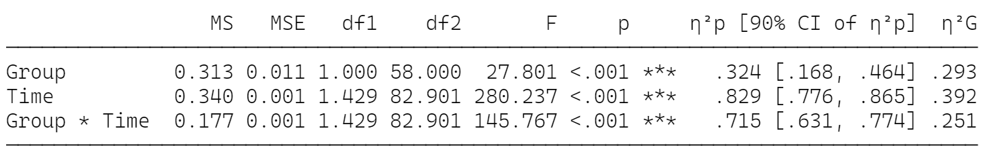 MS MSE df1 df2 F p η²p [90% CI of η²p] η²G
Group 0.313 0.011 1.000 58.000 27.801 <.001 *** .324 [.168, .464] .293
Time 0.340 0.001 1.429 82.901 280.237 <.001 *** .829 [.776, .865] .392
Group * Time 0.177 0.001 1.429 82.901 145.767 <.001 *** .715 [.631, .774] .251